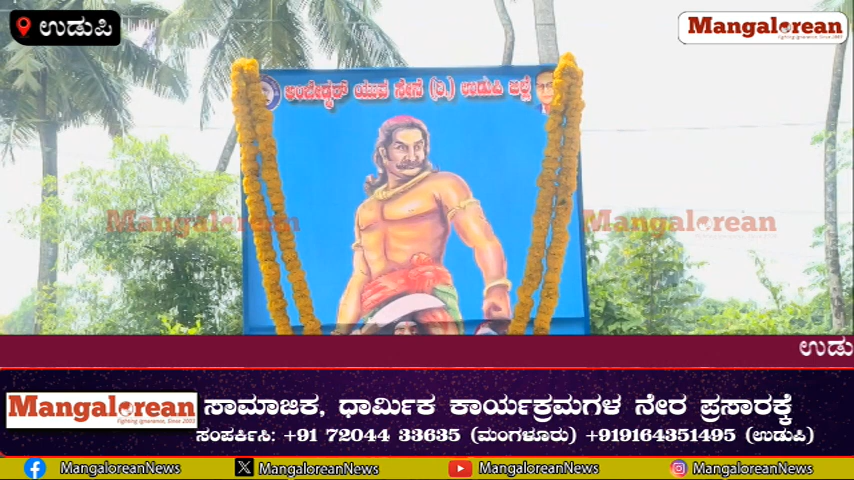 ಉಡುಪಿ
Mangalorean
Fighting Ignorance, Since 2003
ಅಂಬೇಡ್ಕರ್ ಯುವ ಸೇನೆ (ರಿ.) ಉಡುಪಿ ಜಿಲ್ಲೆ
Mangalorean
Mangalorean
ಉಡು
Mangalorean
Fighting Ignorance, Since 2003
ಸಾಮಾಜಿಕ, ಧಾರ್ಮಿಕ ಕಾರ್ಯಕ್ರಮಗಳ ನೇರ ಪ್ರಸಾರಕ್ಕೆ
ಸಂಪರ್ಕಿಸಿ: +91 72044 33635 (ಮಂಗಳೂರು) +919164351495 (ಉಡುಪಿ)
MangaloreanNews
MangaloreanNews
MangaloreanNews
MangaloreanNews